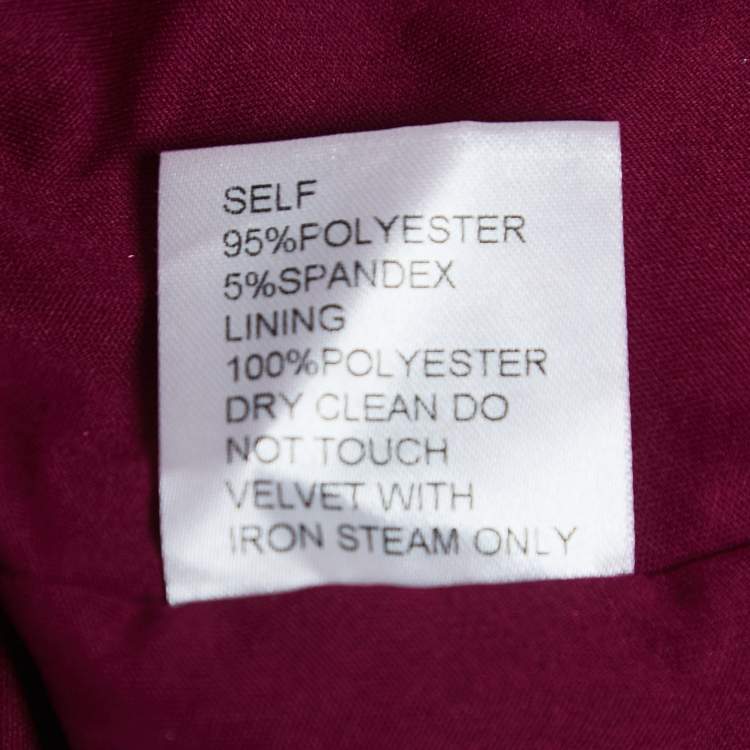 SELF
95%POLYESTER
5%SPANDEX
LINING
100%POLYESTER
DRY CLEAN DO
NOT TOUCH
VELVET WITH
IRON STEAM ONLY